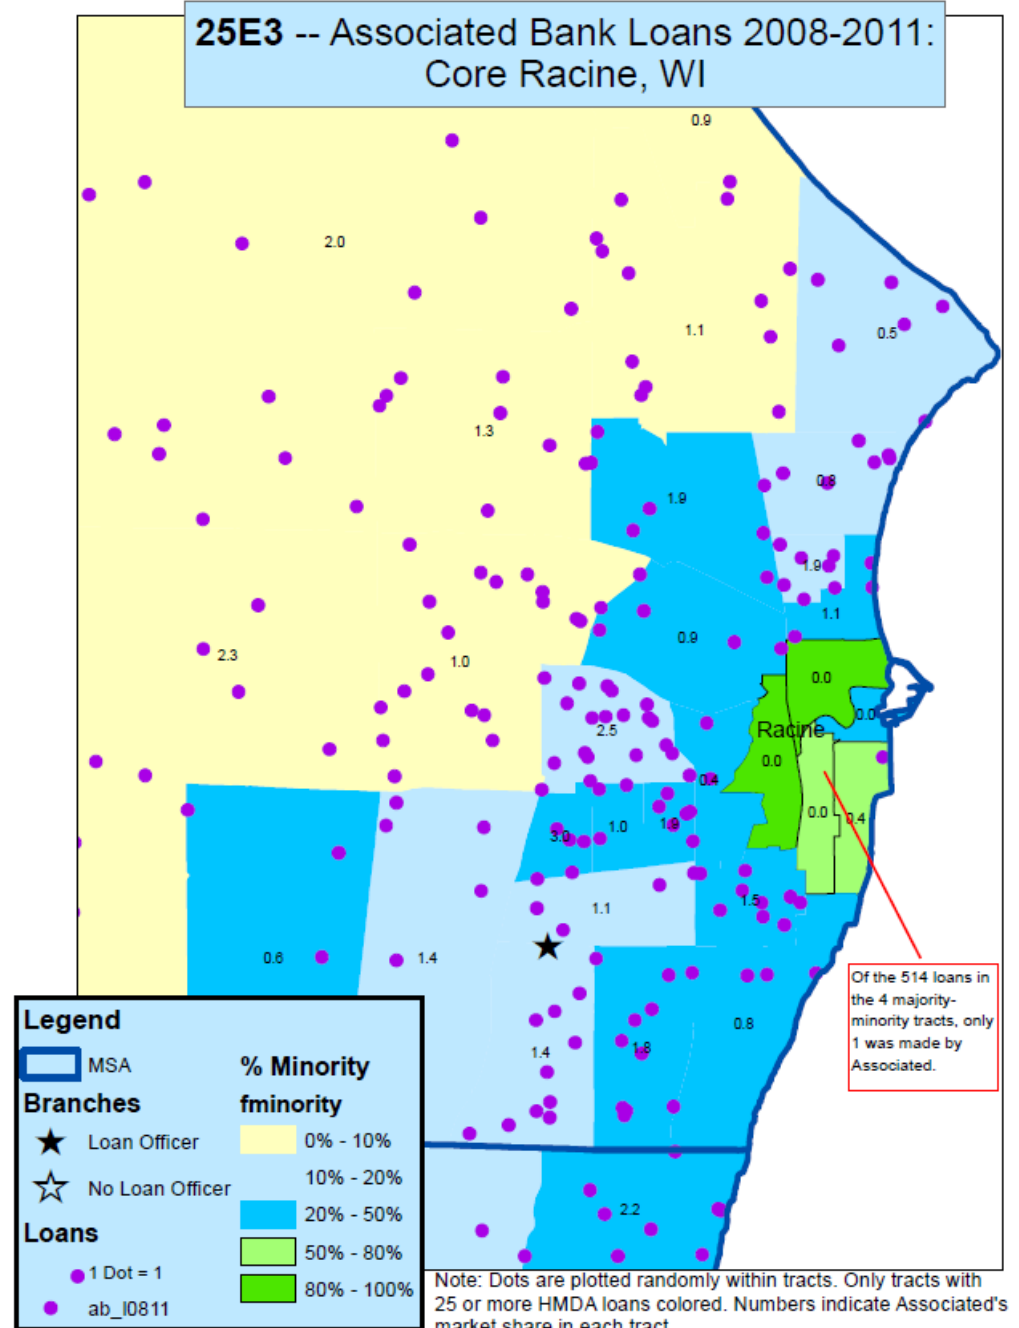 25E3 -- Associated Bank Loans 2008-2011:
Core Racine, WI
0.9
2.0
1.1
0.5
1.3
0.8
1.9
1.9
1.1
0.9
2.3
1.0
0.0
0.0
2.5
Racine
0.0
0.4
0.0
0.4
3.0
1.0
1.9
1.5
1.1
0.6
1.4
0.8
1.8
1.4
2.2
Of the 514 loans in
the 4 majority-
minority tracts, only
1 was made by
Associated.
Legend
MSA
Branches
Loan Officer
No Loan Officer
Loans
1 Dot = 1
ab_l0811
% Minority
fminority
0% - 10%
10% - 20%
20% - 50%
50% - 80%
80% - 100%
Note: Dots are plotted randomly within tracts. Only tracts with
25 or more HMDA loans colored. Numbers indicate Associated's
market share in each tract